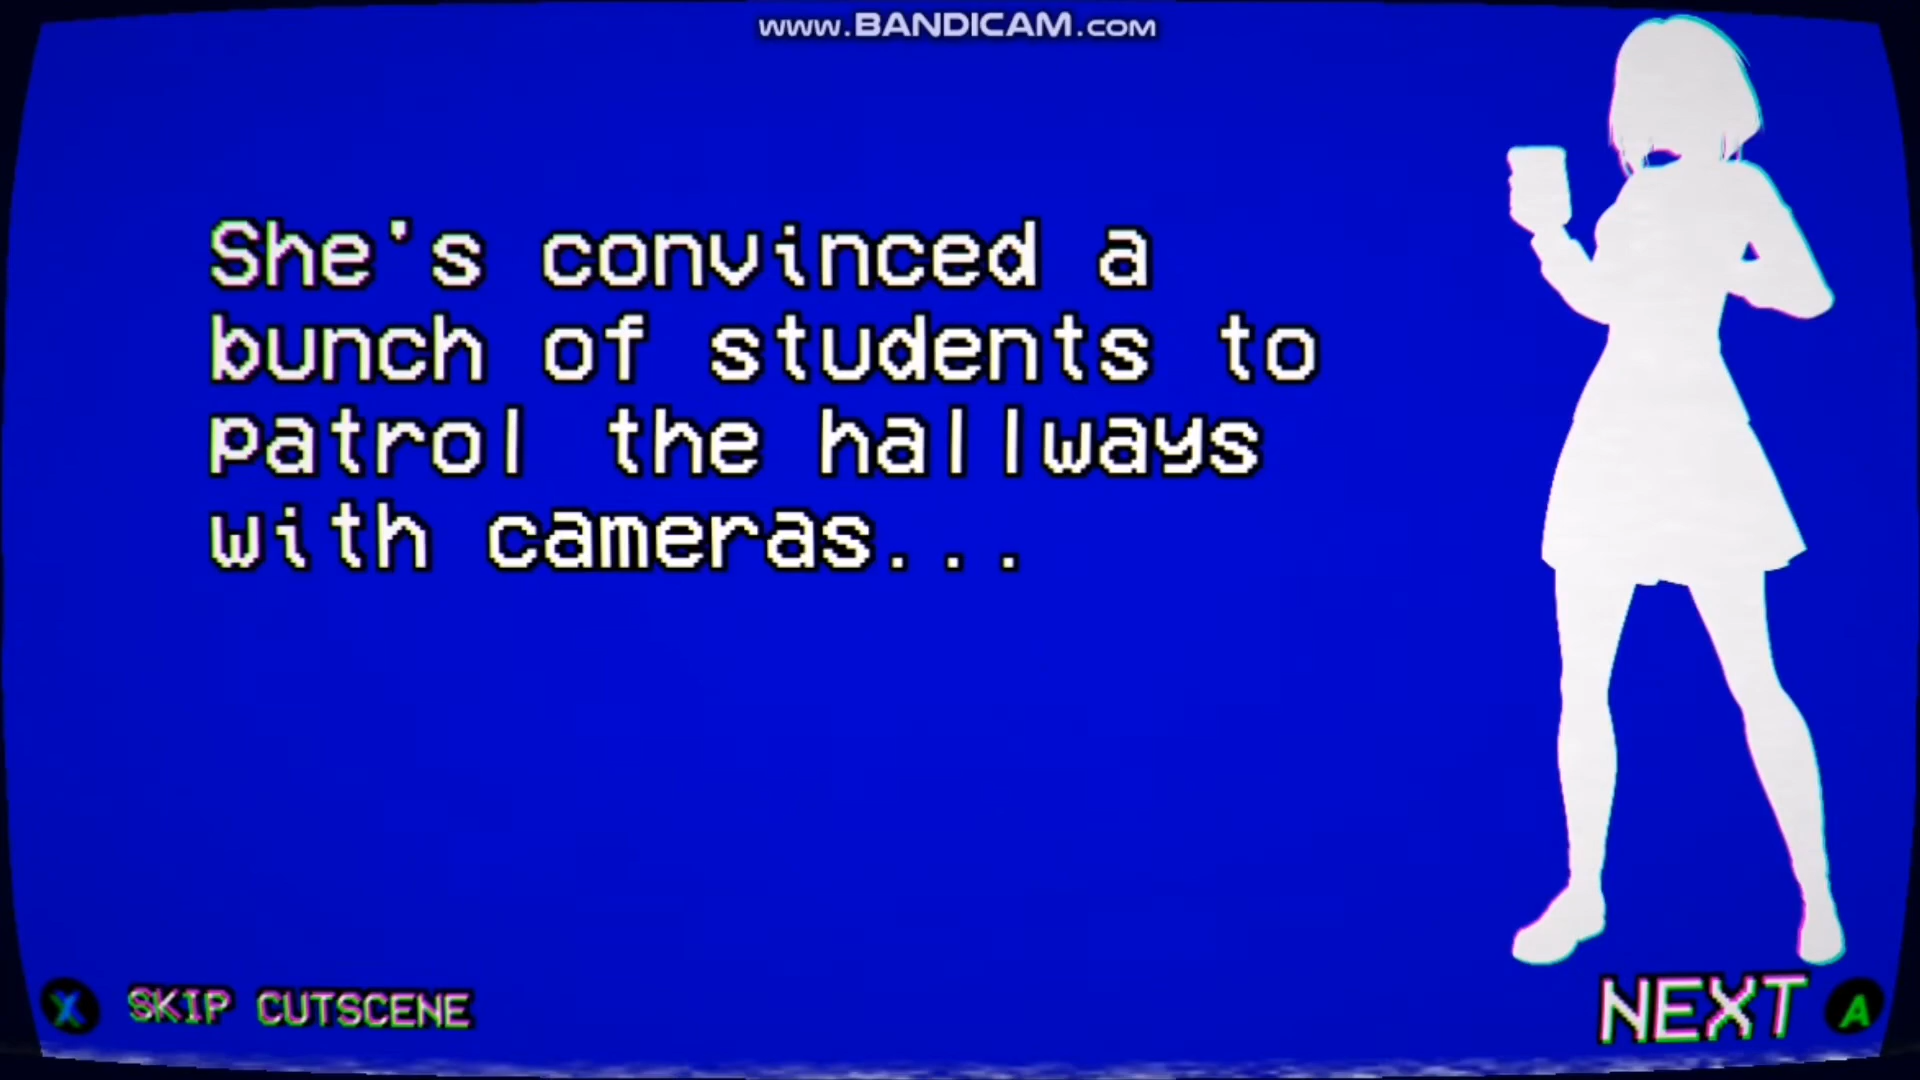 www.BANDICAM.com
She's convinced a
bunch of students to
patrol the hallways
with cameras...
X SKIP CUTSCENE
NEXT A